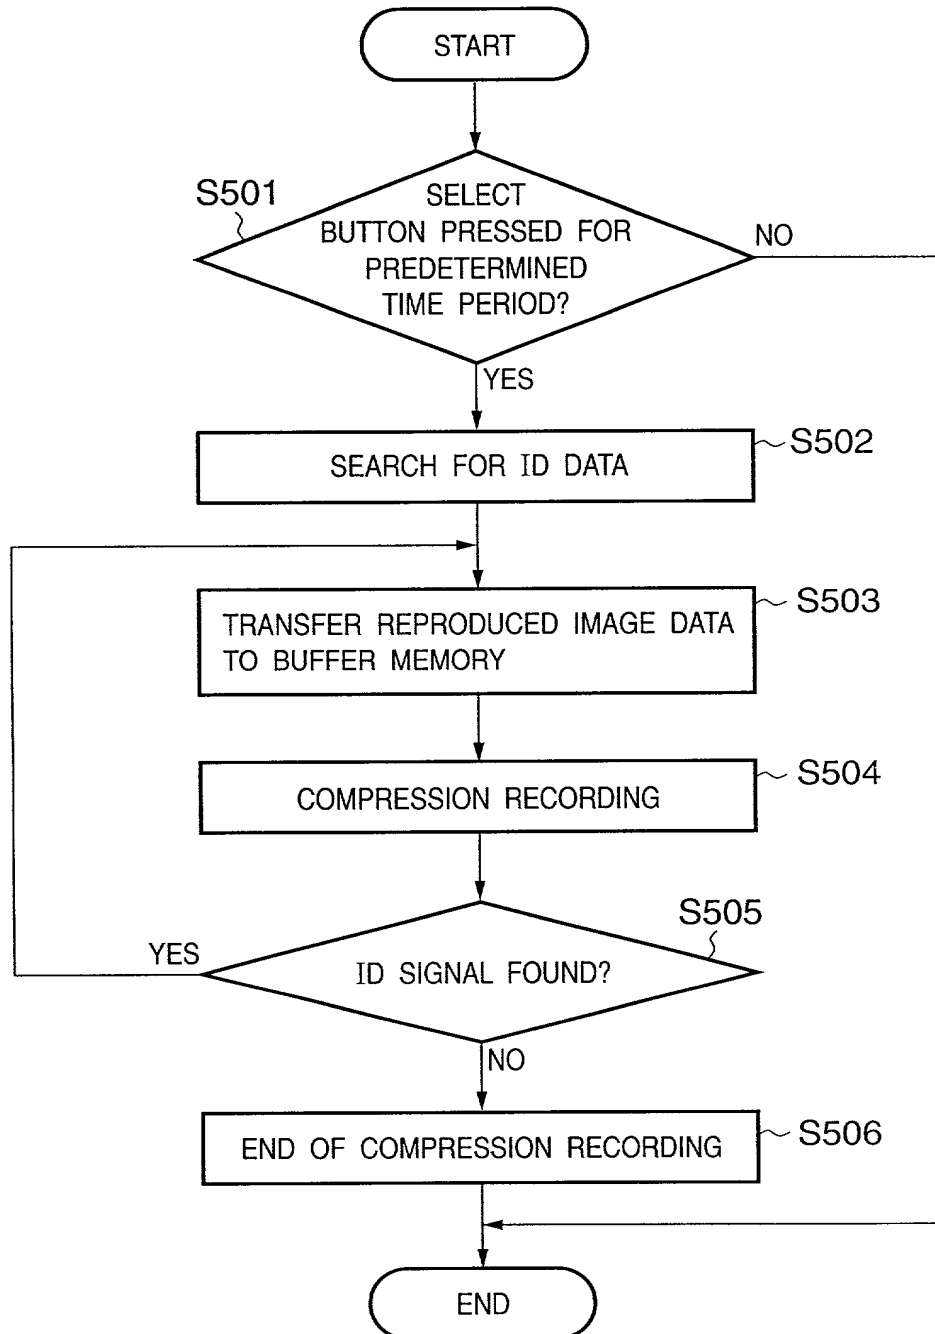 START
S501
SELECT
BUTTON PRESSED FOR
PREDETERMINED
TIME PERIOD?
NO
YES
SEARCH FOR ID DATA
S502
TRANSFER REPRODUCED IMAGE DATA
TO BUFFER MEMORY
S503
COMPRESSION RECORDING
S504
S505
YES
ID SIGNAL FOUND?
NO
END OF COMPRESSION RECORDING
S506
END